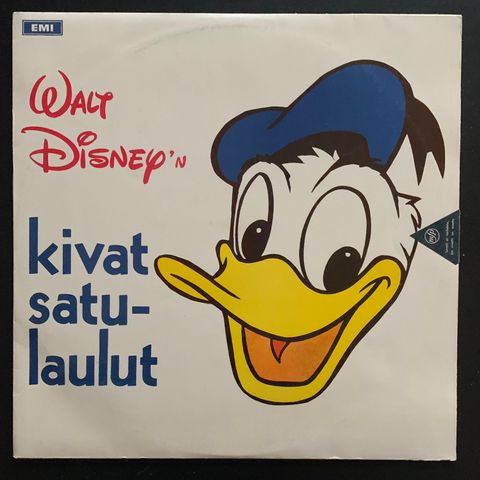 EMI
Walt
Disney'n
kivat
satu-
laulut